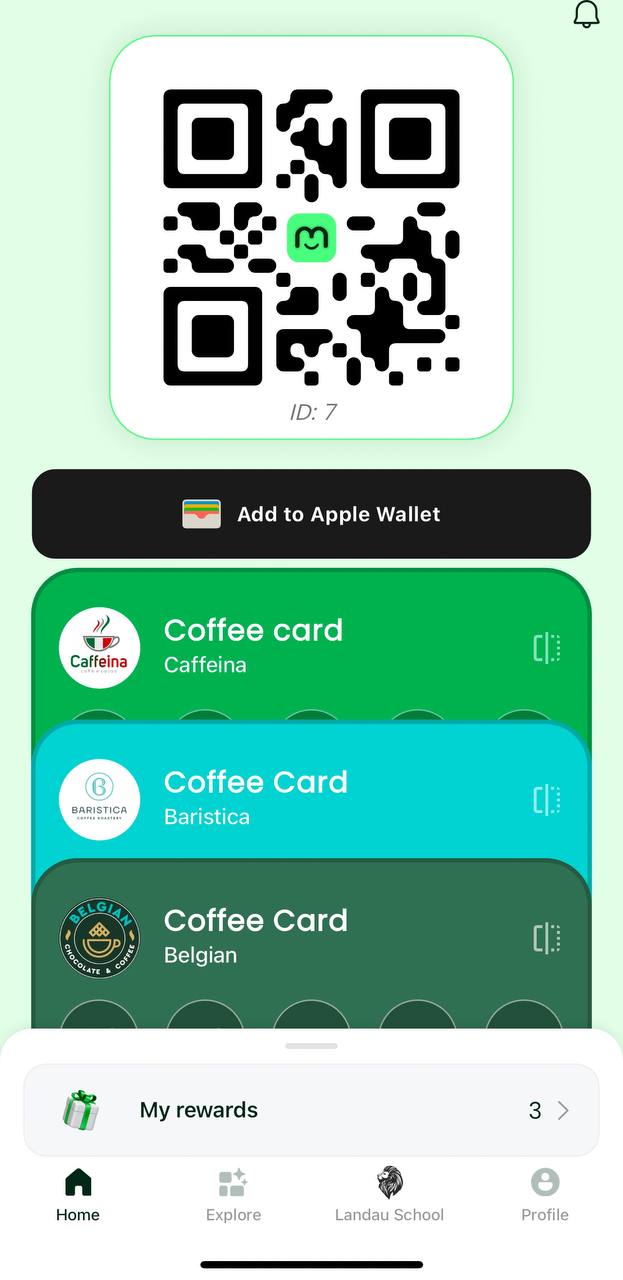 ID: 7
Add to Apple Wallet
Coffee card
Caffeina
Caffeina
Coffee Card
Baristica
BARISTICA
COFFEE ROASTERY
Coffee Card
Belgian
BELGIAN
CHOCOLATE & COFFEE
My rewards
3
Home
Explore
Landau School
Profile